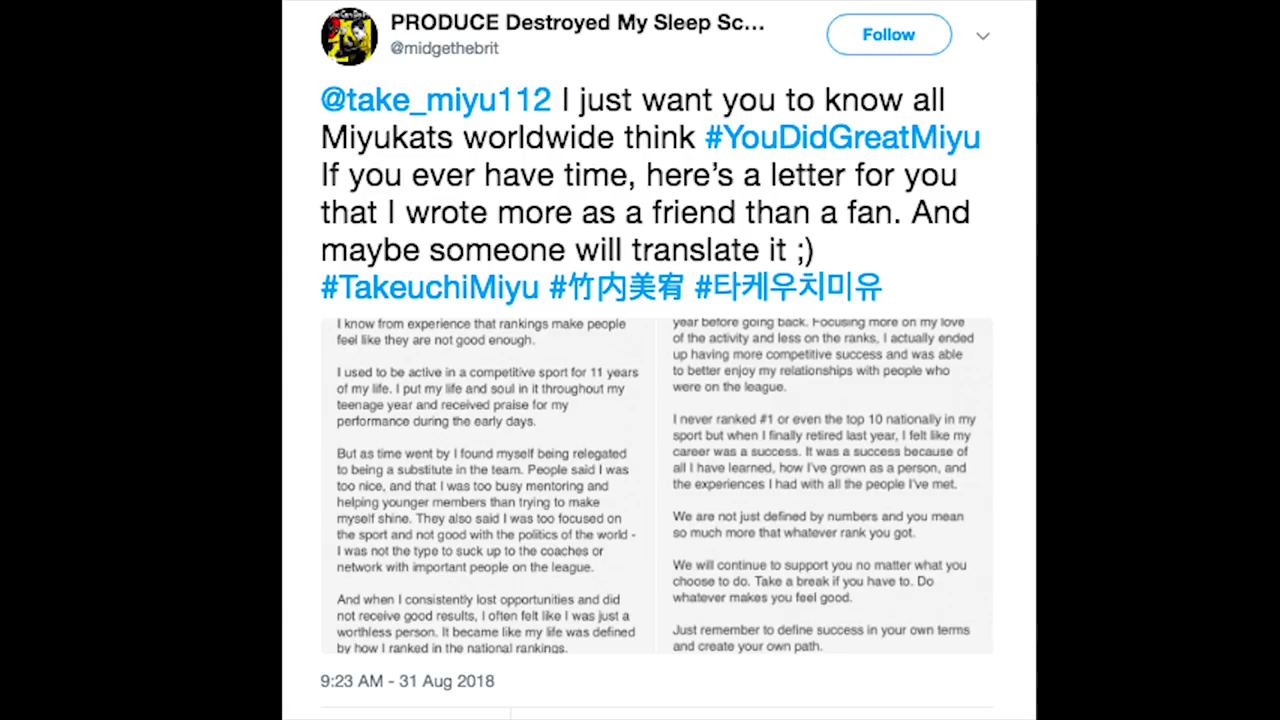 PRODUCE Destroyed My Sleep Sc...
@midgethebrit
Follow
@take_miyu112 I just want you to know all
Miyukats worldwide think #YouDidGreatMiyu
If you ever have time, here's a letter for you
that I wrote more as a friend than a fan. And
maybe someone will translate it ;)
#TakeuchiMiyu #竹内美宥 #타케우치미유
I know from experience that rankings make people
feel like they are not good enough.
I used to be active in a competitive sport for 11 years
of my life. I put my life and soul in it throughout my
teenage year and received praise for my
performance during the early days.
But as time went by I found myself being relegated
to being a substitute in the team. People said I was
too nice, and that I was too busy mentoring and
helping younger members than trying to make
myself shine. They also said I was too focused on
the sport and not good with the politics of the world -
I was not the type to suck up to the coaches or
network with important people on the league.
And when I consistently lost opportunities and did
not receive good results, I often felt like I was just a
worthless person. It became like my life was defined
by how I ranked in the national rankings.
year before going back. Focusing more on my love
of the activity and less on the ranks, I actually ended
up having more competitive success and was able
to better enjoy my relationships with people who
were on the league.
I never ranked #1 or even the top 10 nationally in my
sport but when I finally retired last year, I felt like my
career was a success. It was a success because of
all I have learned, how I've grown as a person, and
the experiences I had with all the people I've met.
We are not just defined by numbers and you mean
so much more that whatever rank you got.
We will continue to support you no matter what you
choose to do. Take a break if you have to. Do
whatever makes you feel good.
Just remember to define success in your own terms
and create your own path.
9:23 AM - 31 Aug 2018